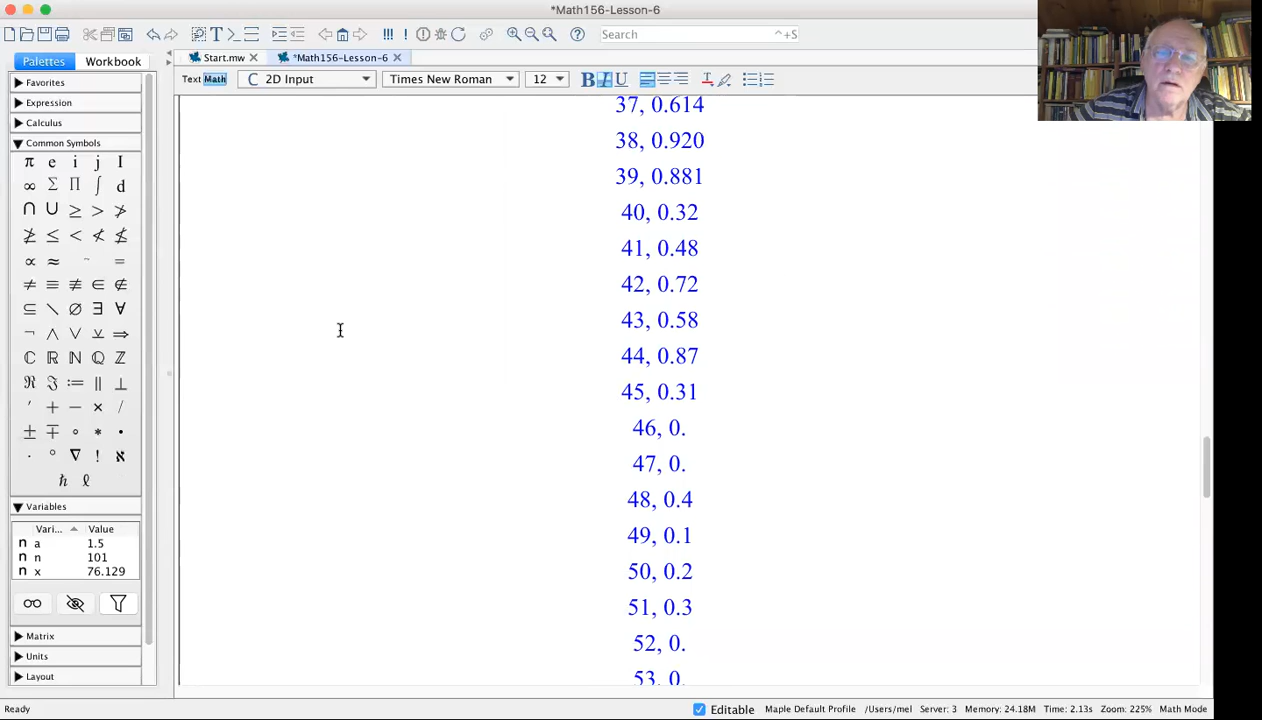 *Math156-Lesson-6
Search
⌃+S
Palettes
Workbook
Start.mw
*Math156-Lesson-6
Text
Math
C 2D Input
Times New Roman
12
B I U
Favorites
Expression
Calculus
Common Symbols
π e i j I
∞ Σ Π ∫ d
∩ ∪ ≥ > ≯
≱ ≤ < ≮ ≰
∝ ≈ ~ =
≠ ≡ ≢ ∈ ∉
⊆ \ ∅ ∃ ∀
¬ ∧ ∨ ⊻ ⇒
ℂ ℝ ℕ ℚ ℤ
ℜ ℑ := ∥ ⊥
′ + − × /
± ∓ ∘ * •
· ° ∇ ! ℵ
ℏ ℓ
Variables
Vari... Value
n a 1.5
n n 101
n x 76.129
Matrix
Units
Layout
37, 0.614
38, 0.920
39, 0.881
40, 0.32
41, 0.48
42, 0.72
43, 0.58
44, 0.87
45, 0.31
46, 0.
47, 0.
48, 0.4
49, 0.1
50, 0.2
51, 0.3
52, 0.
53, 0.
Ready
Editable
Maple Default Profile
/Users/mel
Server: 3
Memory: 24.18M
Time: 2.13s
Zoom: 225%
Math Mode